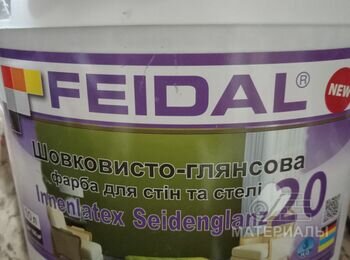 FEIDAL®
NEW
Шовковисто-глянсова
фарба для стін та стелі
Innenlatex Seidenglanz 20
МАТЕРИАЛЫ